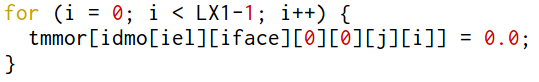 for (i = 0; i < LX1-1; i++) {
  tmmor[idmo[iel][iface][0][0][j][i]] = 0.0;
}